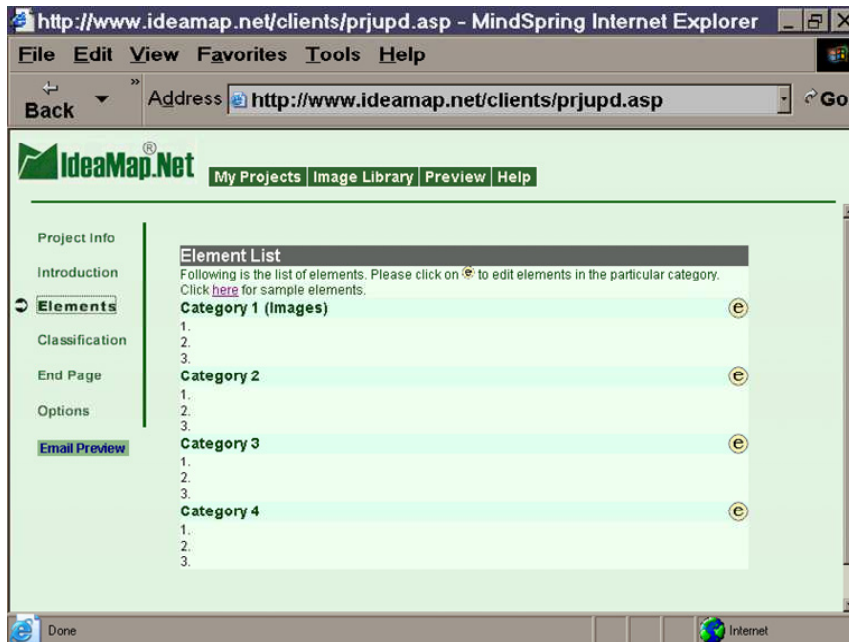 http://www.ideamap.net/clients/prjupd.asp - MindSpring Internet Explorer
File Edit View Favorites Tools Help
Back » Address http://www.ideamap.net/clients/prjupd.asp Go
IdeaMap.Net® My Projects Image Library Preview Help
Project Info
Introduction
Elements
Classification
End Page
Options
Email Preview
Element List
Following is the list of elements. Please click on e to edit elements in the particular category.
Click here for sample elements.
Category 1 (Images) e
1.
2.
3.
Category 2 e
1.
2.
3.
Category 3 e
1.
2.
3.
Category 4 e
1.
2.
3.
Done Internet